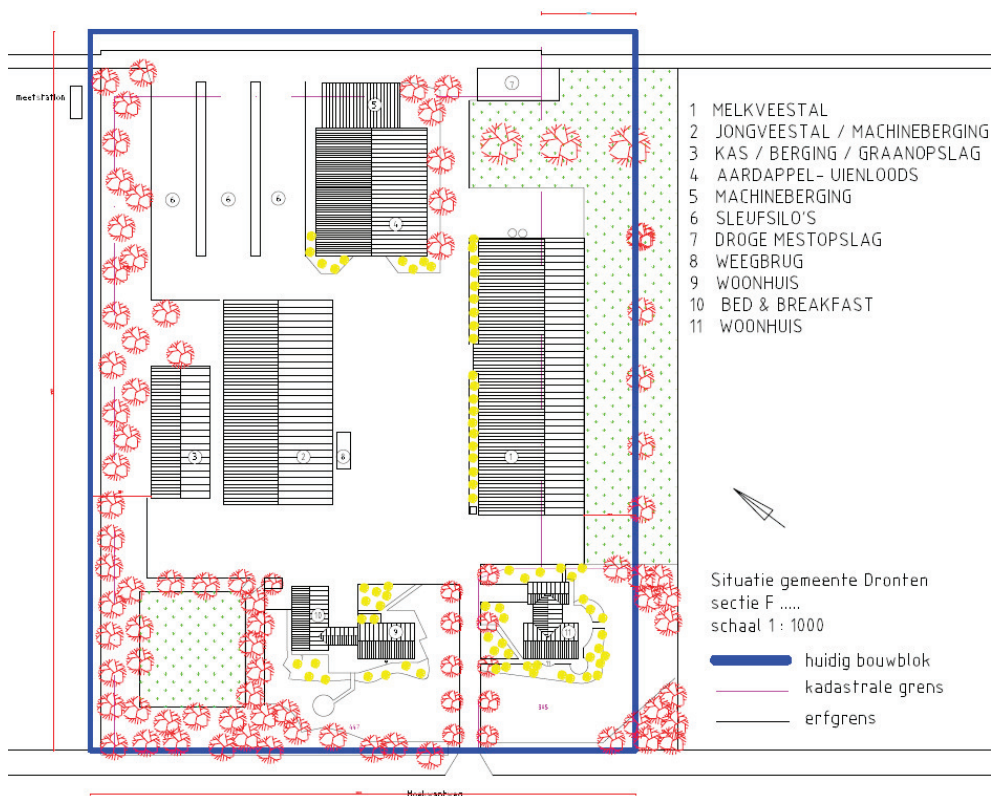 meetstation
7
5
6
6
6
4
3
2
8
1
10
9
11
1 MELKVEESTAL
2 JONGVEESTAL / MACHINEBERGING
3 KAS / BERGING / GRAANOPSLAG
4 AARDAPPEL- UIENLOODS
5 MACHINEBERGING
6 SLEUFSILO'S
7 DROGE MESTOPSLAG
8 WEEGBRUG
9 WOONHUIS
10 BED & BREAKFAST
11 WOONHUIS
Situatie gemeente Dronten
sectie F .....
schaal 1 : 1000
huidig bouwblok
kadastrale grens
erfgrens